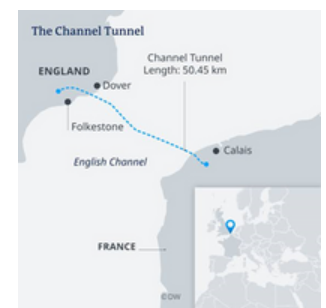 The Channel Tunnel
Channel Tunnel
Length: 50.45 km
ENGLAND
Dover
Folkestone
English Channel
Calais
FRANCE
©DW